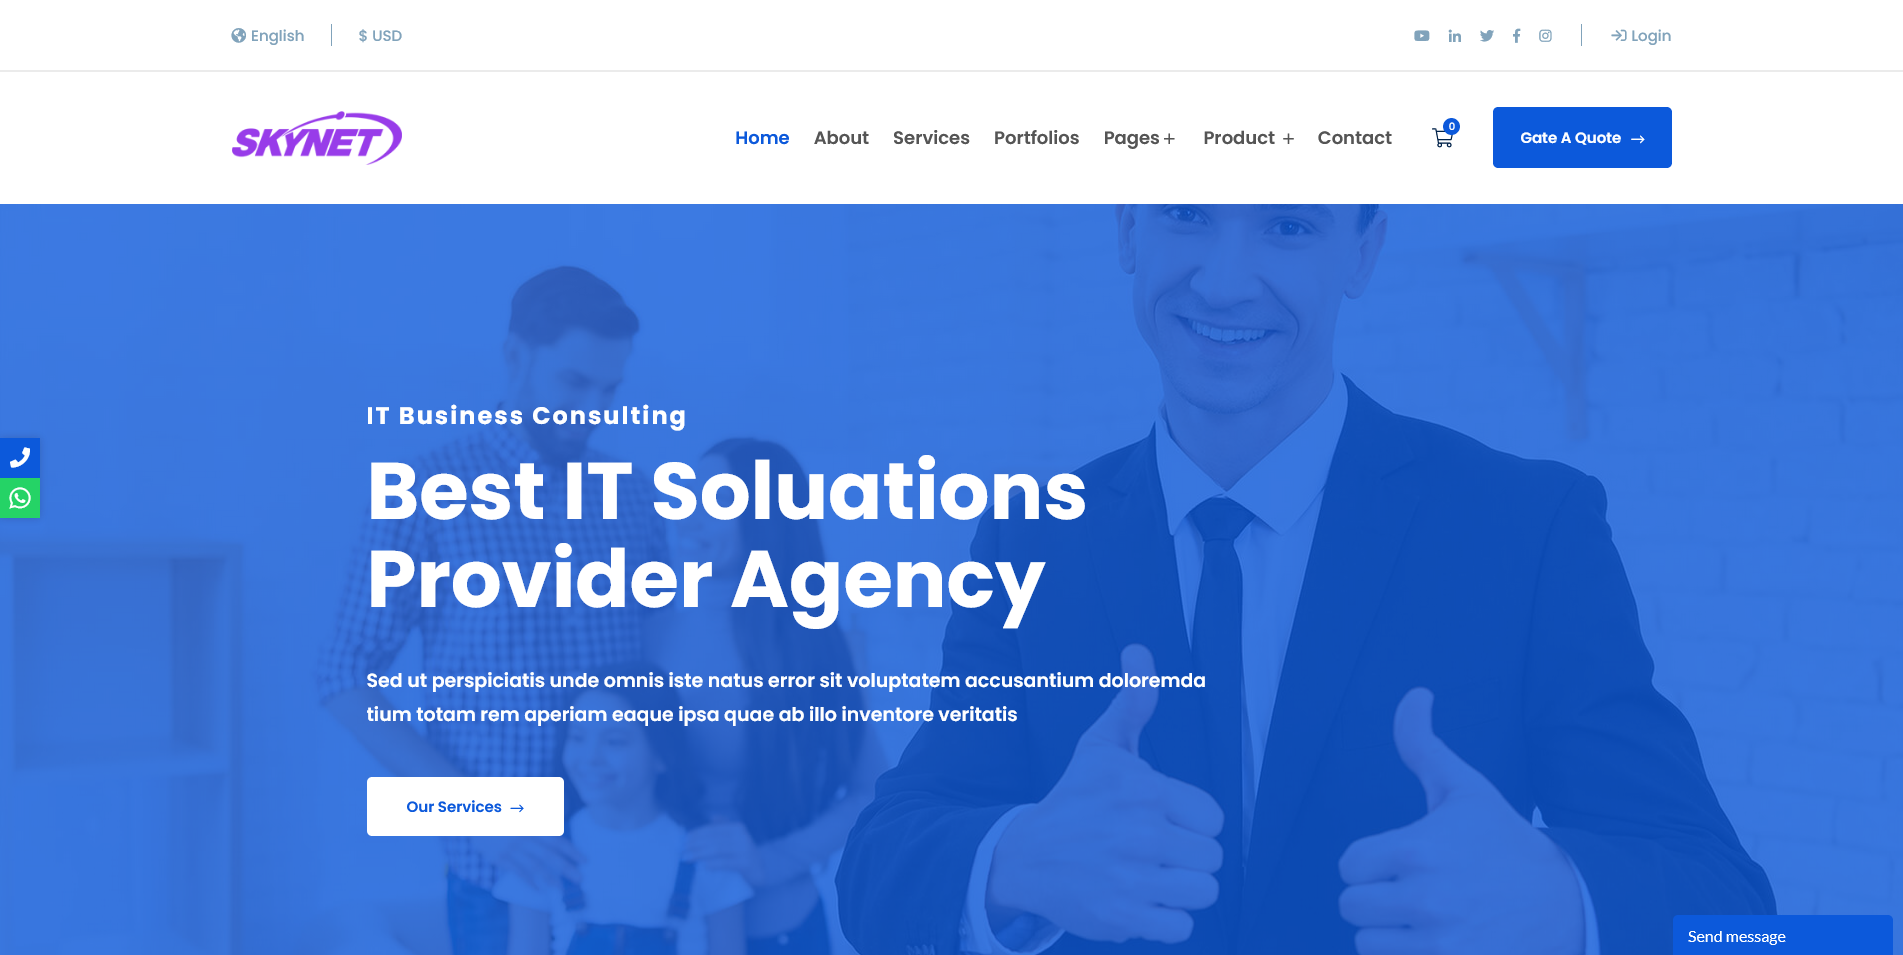 English
$ USD
Login
SKYNET
Home About Services Portfolios Pages+ Product + Contact
0
Gate A Quote →
IT Business Consulting
Best IT Soluations
Provider Agency
Sed ut perspiciatis unde omnis iste natus error sit voluptatem accusantium doloremda
tium totam rem aperiam eaque ipsa quae ab illo inventore veritatis
Our Services →
Send message